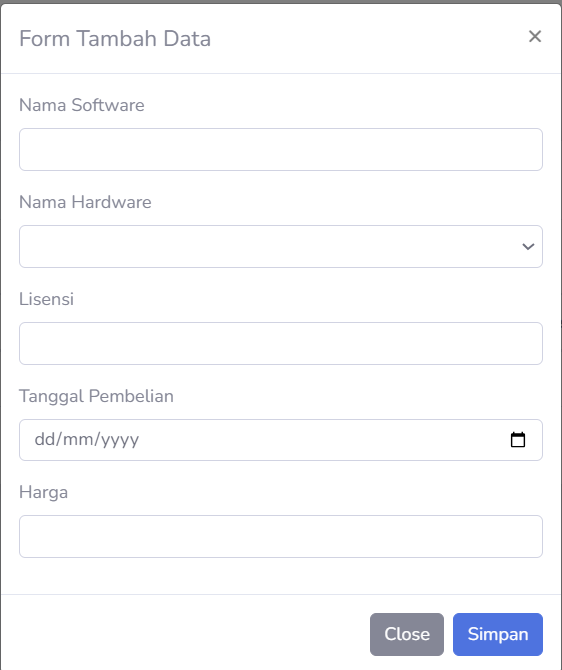 Form Tambah Data ×
Nama Software
Nama Hardware
Lisensi
Tanggal Pembelian
dd/mm/yyyy
Harga
Close Simpan